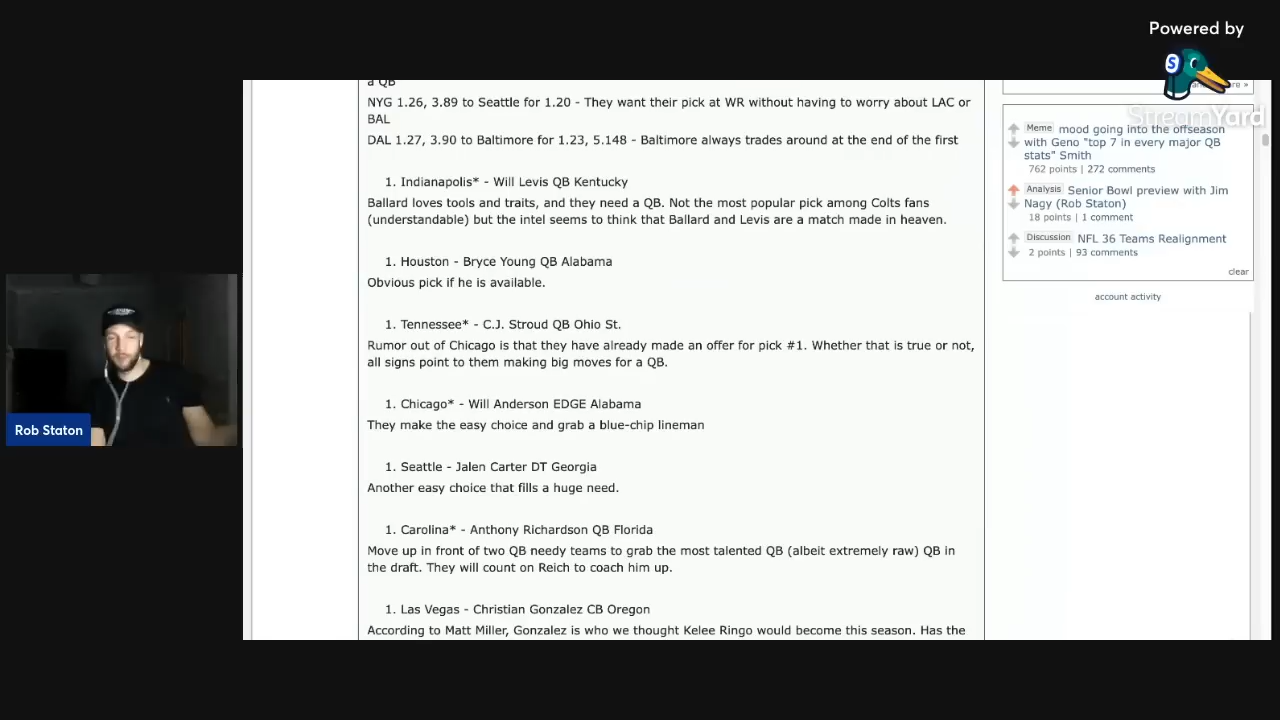 Powered by
StreamYard
a QB
NYG 1.26, 3.89 to Seattle for 1.20 - They want their pick at WR without having to worry about LAC or
BAL
DAL 1.27, 3.90 to Baltimore for 1.23, 5.148 - Baltimore always trades around at the end of the first
1. Indianapolis* - Will Levis QB Kentucky
Ballard loves tools and traits, and they need a QB. Not the most popular pick among Colts fans
(understandable) but the intel seems to think that Ballard and Levis are a match made in heaven.
1. Houston - Bryce Young QB Alabama
Obvious pick if he is available.
1. Tennessee* - C.J. Stroud QB Ohio St.
Rumor out of Chicago is that they have already made an offer for pick #1. Whether that is true or not,
all signs point to them making big moves for a QB.
1. Chicago* - Will Anderson EDGE Alabama
They make the easy choice and grab a blue-chip lineman
1. Seattle - Jalen Carter DT Georgia
Another easy choice that fills a huge need.
1. Carolina* - Anthony Richardson QB Florida
Move up in front of two QB needy teams to grab the most talented QB (albeit extremely raw) QB in
the draft. They will count on Reich to coach him up.
1. Las Vegas - Christian Gonzalez CB Oregon
According to Matt Miller, Gonzalez is who we thought Kelee Ringo would become this season. Has the
Meme mood going into the offseason
with Geno "top 7 in every major QB
stats" Smith
762 points | 272 comments
Analysis Senior Bowl preview with Jim
Nagy (Rob Staton)
18 points | 1 comment
Discussion NFL 36 Teams Realignment
2 points | 93 comments
clear
account activity
Rob Staton